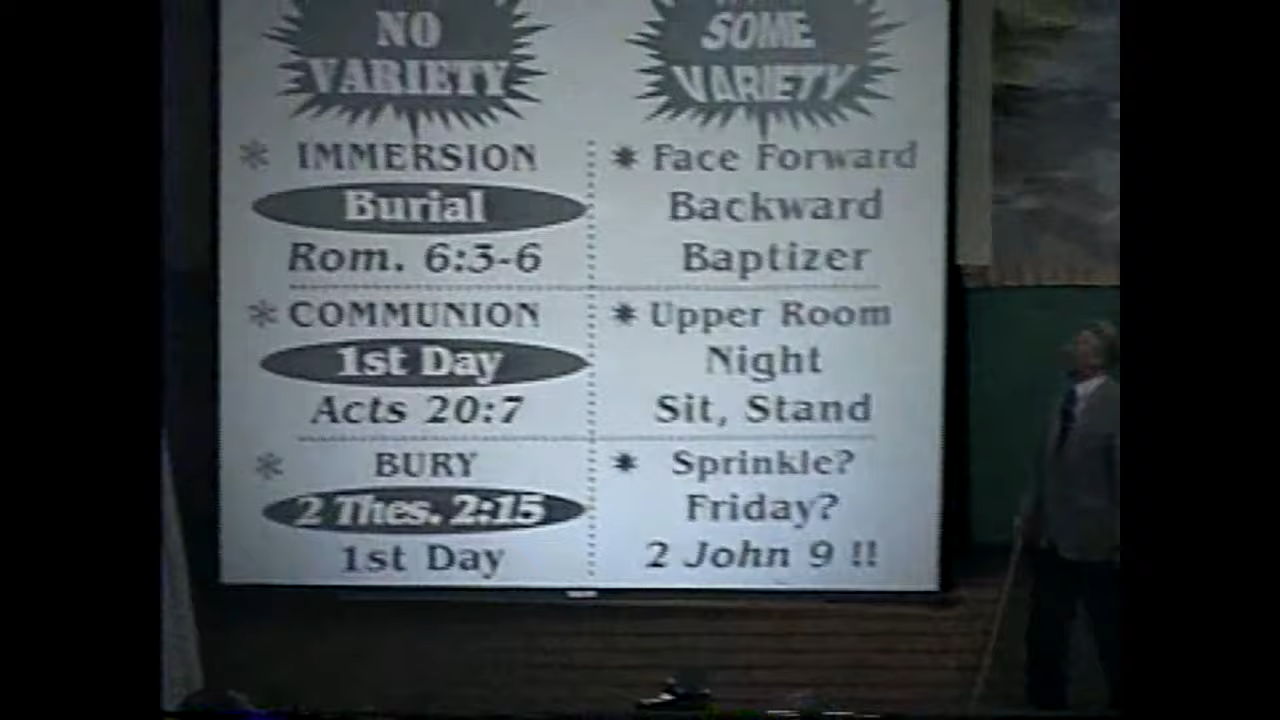 NO
VARIETY
* IMMERSION
Burial
Rom. 6:3-6
* COMMUNION
1st Day
Acts 20:7
* BURY
2 Thes. 2:15
1st Day
SOME
VARIETY
* Face Forward
Backward
Baptizer
* Upper Room
Night
Sit, Stand
* Sprinkle?
Friday?
2 John 9 !!